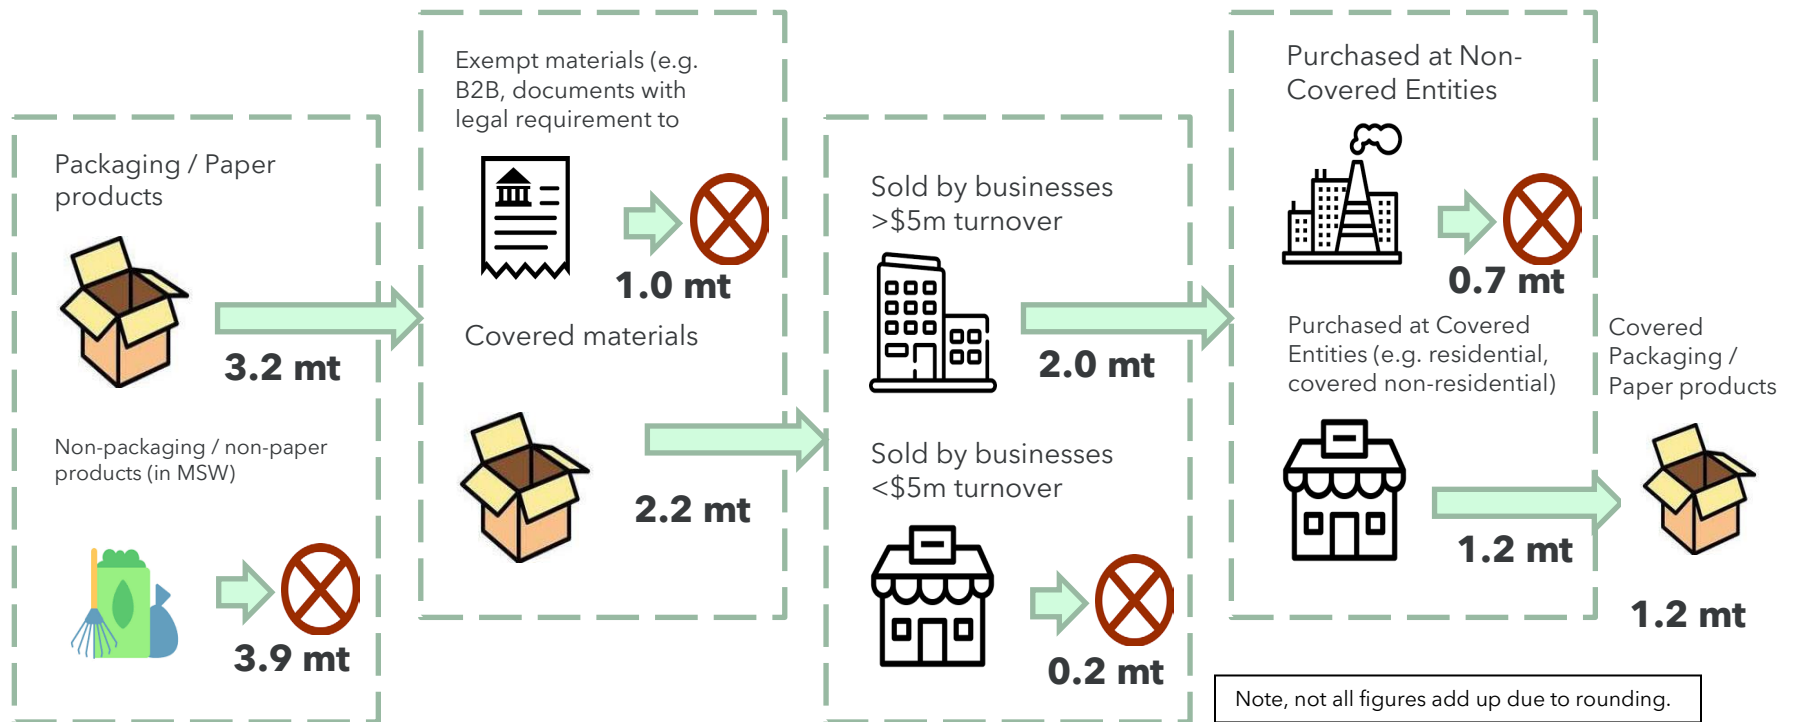 Packaging / Paper
products
3.2 mt
Non-packaging / non-paper
products (in MSW)
3.9 mt
Exempt materials (e.g.
B2B, documents with
legal requirement to
1.0 mt
Covered materials
2.2 mt
Sold by businesses
>$5m turnover
2.0 mt
Sold by businesses
<$5m turnover
0.2 mt
Purchased at Non-
Covered Entities
0.7 mt
Purchased at Covered
Entities (e.g. residential,
covered non-residential)
1.2 mt
Covered
Packaging /
Paper products
1.2 mt
Note, not all figures add up due to rounding.